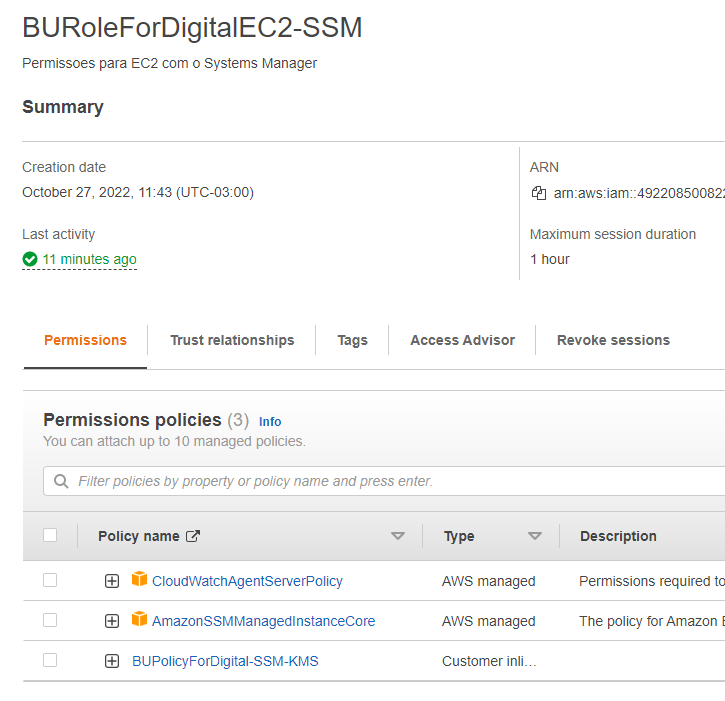 BURoleForDigitalEC2-SSM
Permissoes para EC2 com o Systems Manager
Summary
Creation date
October 27, 2022, 11:43 (UTC-03:00)
Last activity
11 minutes ago
ARN
arn:aws:iam::492208500822
Maximum session duration
1 hour
Permissions
Trust relationships
Tags
Access Advisor
Revoke sessions
Permissions policies (3) Info
You can attach up to 10 managed policies.
Filter policies by property or policy name and press enter.
Policy name Type Description
CloudWatchAgentServerPolicy AWS managed Permissions required to
AmazonSSMManagedInstanceCore AWS managed The policy for Amazon E
BUPolicyForDigital-SSM-KMS Customer inli…